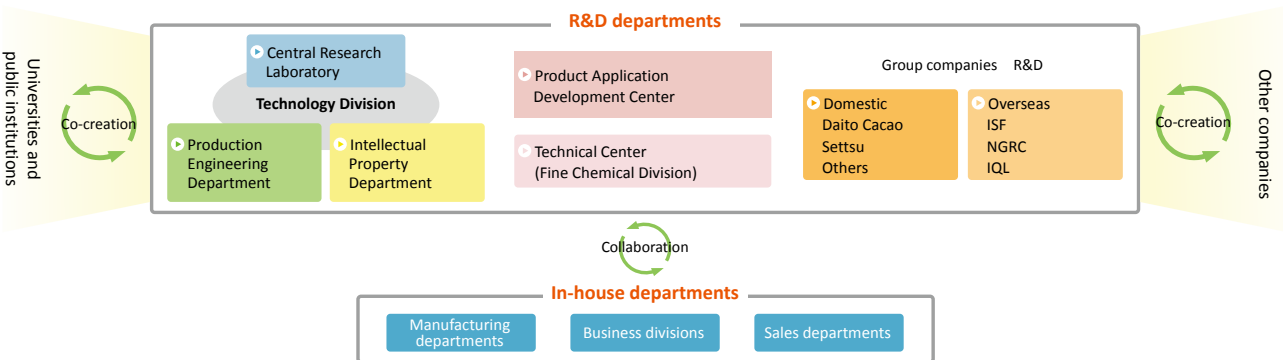 R&D departments
Universities and
public institutions
Co-creation
Central Research
Laboratory
Technology Division
Production
Engineering
Department
Intellectual
Property
Department
Product Application
Development Center
Technical Center
(Fine Chemical Division)
Group companies R&D
Domestic
Daito Cacao
Settsu
Others
Overseas
ISF
NGRC
IQL
Co-creation
Other companies
Collaboration
In-house departments
Manufacturing
departments
Business divisions
Sales departments